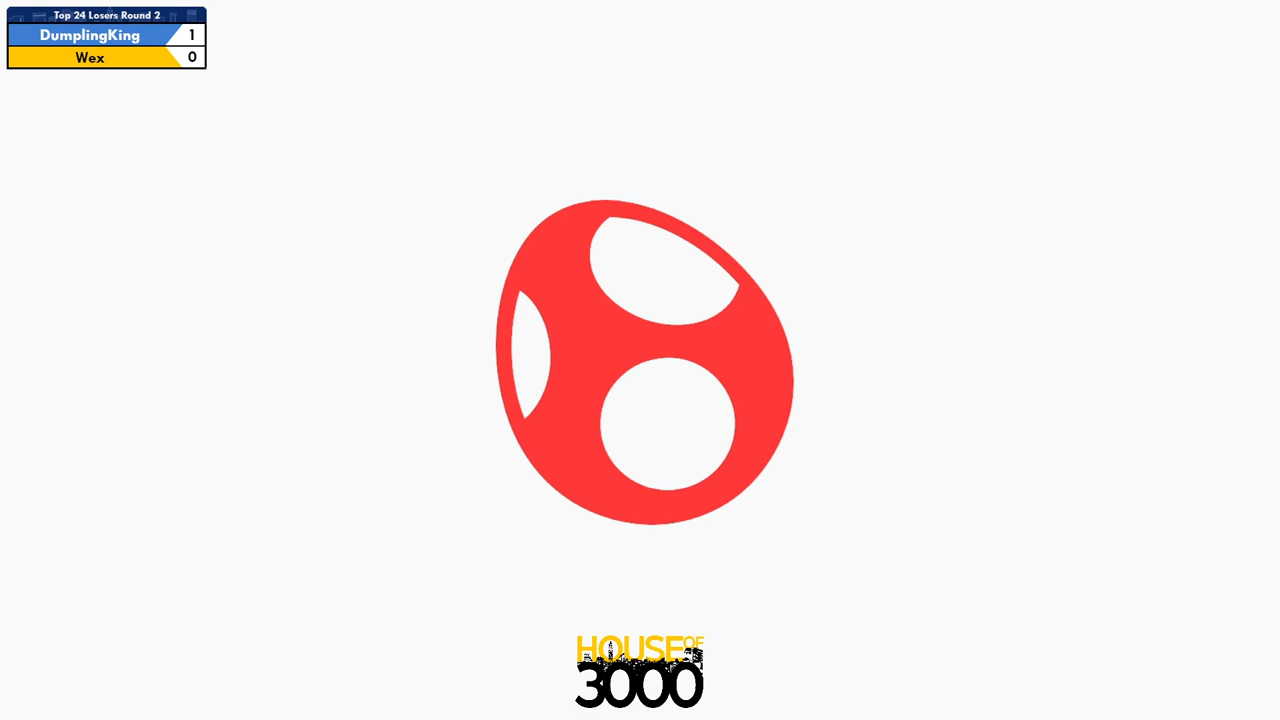 Top 24 Losers Round 2
DumplingKing 1
Wex 0
HOUSE OF
3000